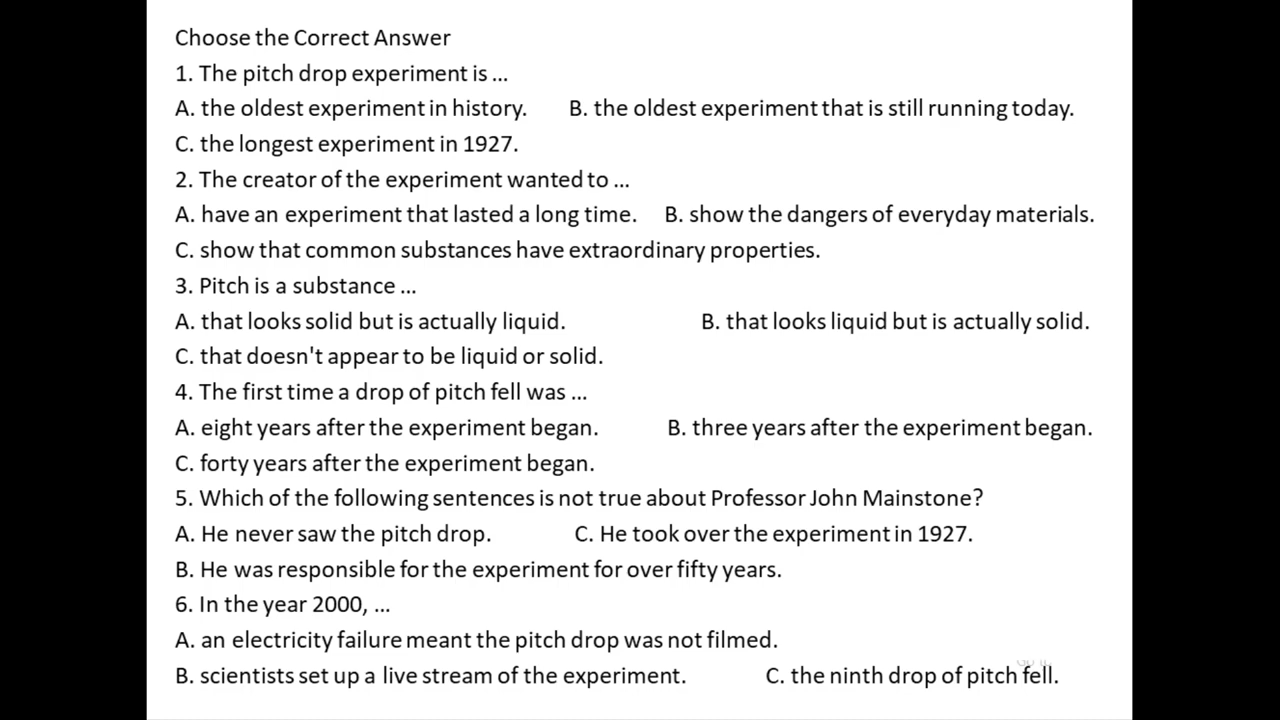 Choose the Correct Answer
1. The pitch drop experiment is ...
A. the oldest experiment in history. B. the oldest experiment that is still running today.
C. the longest experiment in 1927.
2. The creator of the experiment wanted to ...
A. have an experiment that lasted a long time. B. show the dangers of everyday materials.
C. show that common substances have extraordinary properties.
3. Pitch is a substance ...
A. that looks solid but is actually liquid. B. that looks liquid but is actually solid.
C. that doesn't appear to be liquid or solid.
4. The first time a drop of pitch fell was ...
A. eight years after the experiment began. B. three years after the experiment began.
C. forty years after the experiment began.
5. Which of the following sentences is not true about Professor John Mainstone?
A. He never saw the pitch drop. C. He took over the experiment in 1927.
B. He was responsible for the experiment for over fifty years.
6. In the year 2000, ...
A. an electricity failure meant the pitch drop was not filmed.
B. scientists set up a live stream of the experiment. C. the ninth drop of pitch fell.